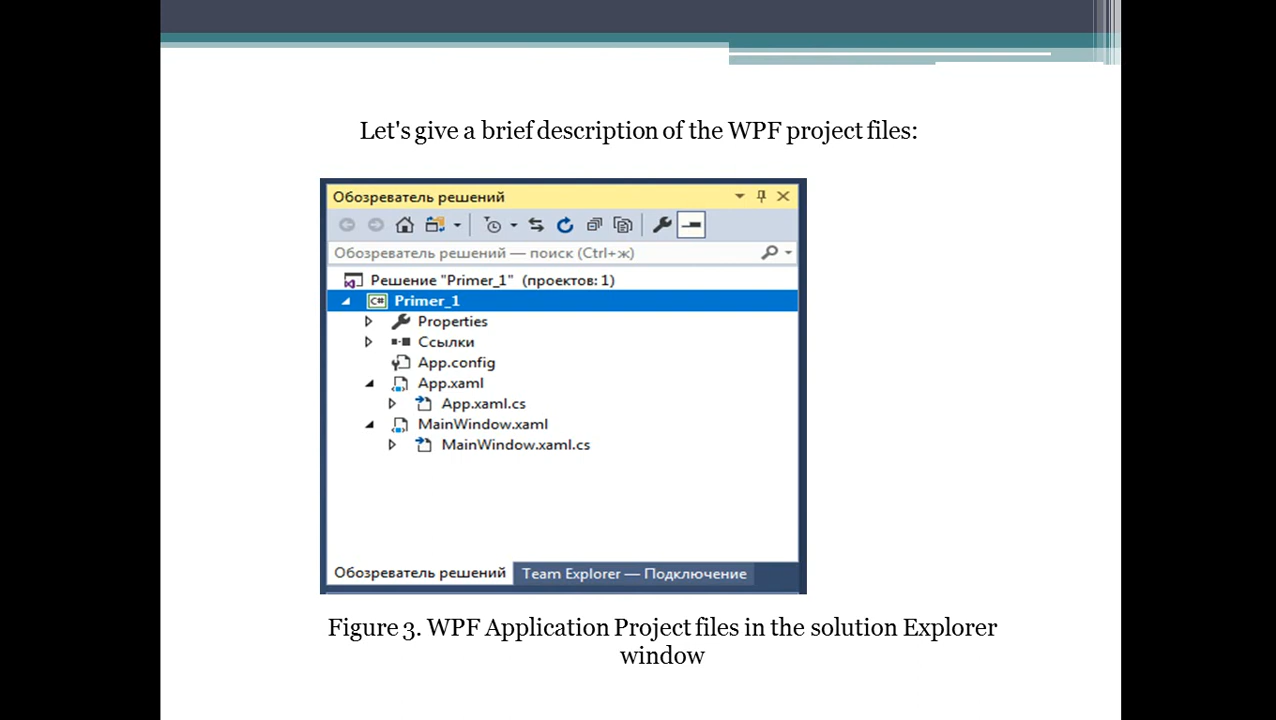 Let's give a brief description of the WPF project files:
Обозреватель решений
Обозреватель решений — поиск (Ctrl+ж)
Решение "Primer_1" (проектов: 1)
C# Primer_1
Properties
Ссылки
App.config
App.xaml
App.xaml.cs
MainWindow.xaml
MainWindow.xaml.cs
Обозреватель решений Team Explorer — Подключение
Figure 3. WPF Application Project files in the solution Explorer
window